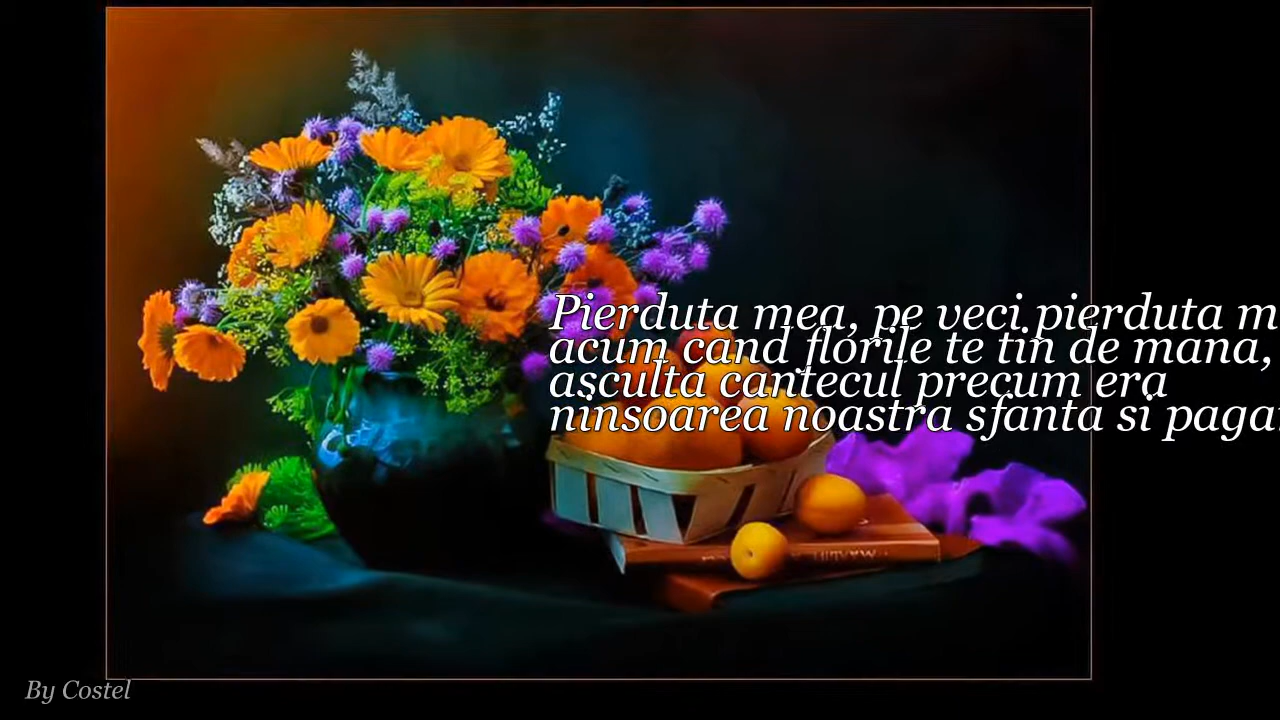 Pierduta mea, pe veci pierduta m
acum cand florile te tin de mana,
asculta cantecul precum era
ninsoarea noastra sfanta si paga
By Costel